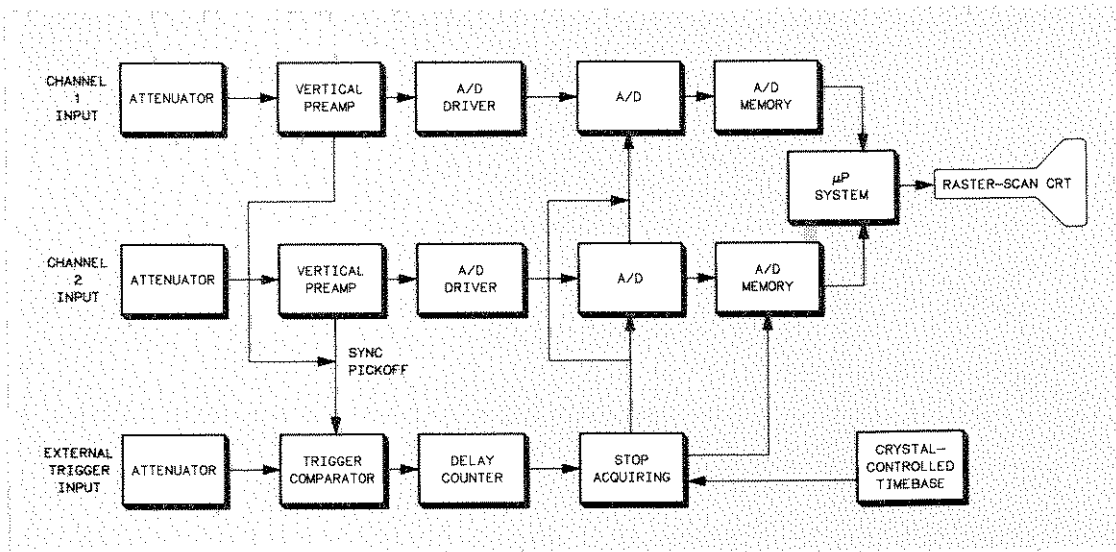 CHANNEL
1
INPUT
ATTENUATOR
VERTICAL
PREAMP
A/D
DRIVER
A/D
A/D
MEMORY
μP
SYSTEM
RASTER-SCAN CRT
CHANNEL
2
INPUT
ATTENUATOR
VERTICAL
PREAMP
A/D
DRIVER
A/D
A/D
MEMORY
SYNC
PICKOFF
EXTERNAL
TRIGGER
INPUT
ATTENUATOR
TRIGGER
COMPARATOR
DELAY
COUNTER
STOP
ACQUIRING
CRYSTAL-
CONTROLLED
TIMEBASE